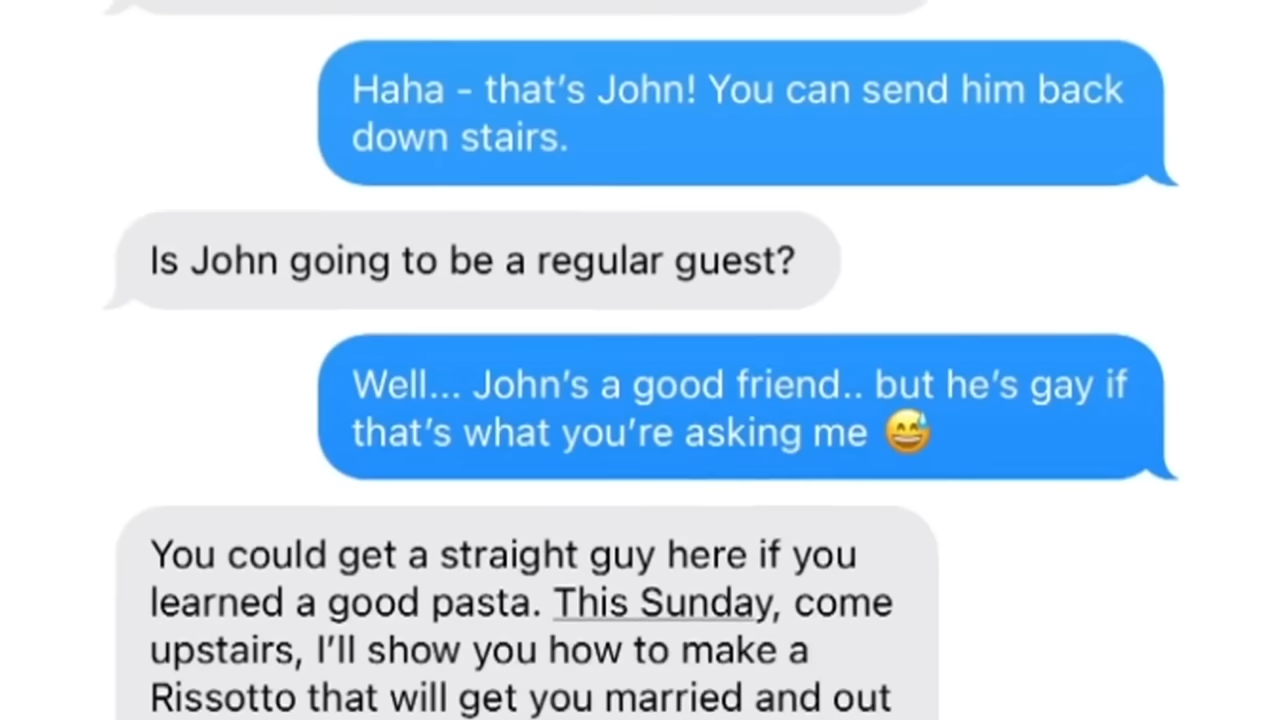 Haha - that’s John! You can send him back
down stairs.
Is John going to be a regular guest?
Well... John’s a good friend.. but he’s gay if
that’s what you’re asking me 😅
You could get a straight guy here if you
learned a good pasta. This Sunday, come
upstairs, I’ll show you how to make a
Rissotto that will get you married and out